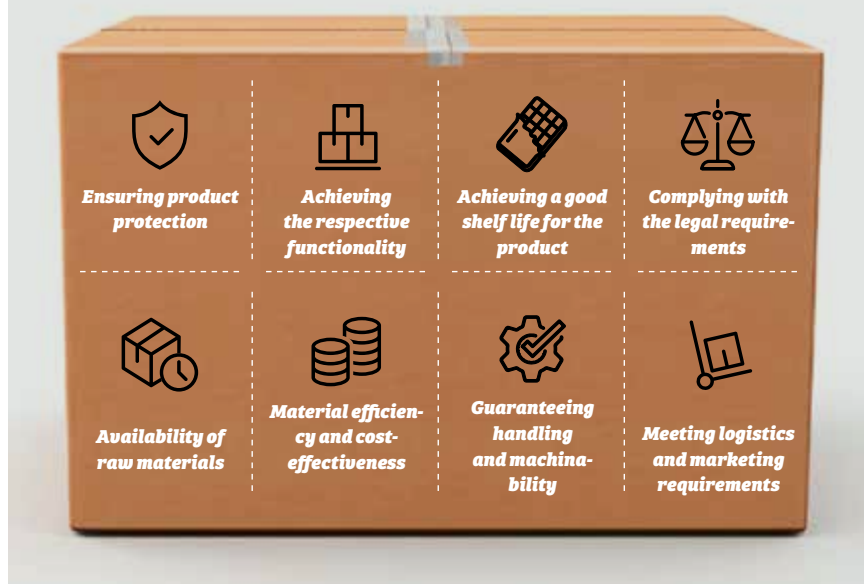 Ensuring product
protection
Achieving
the respective
functionality
Achieving a good
shelf life for the
product
Complying with
the legal require-
ments
Availability of
raw materials
Material efficien-
cy and cost-
effectiveness
Guaranteeing
handling
and machina-
bility
Meeting logistics
and marketing
requirements